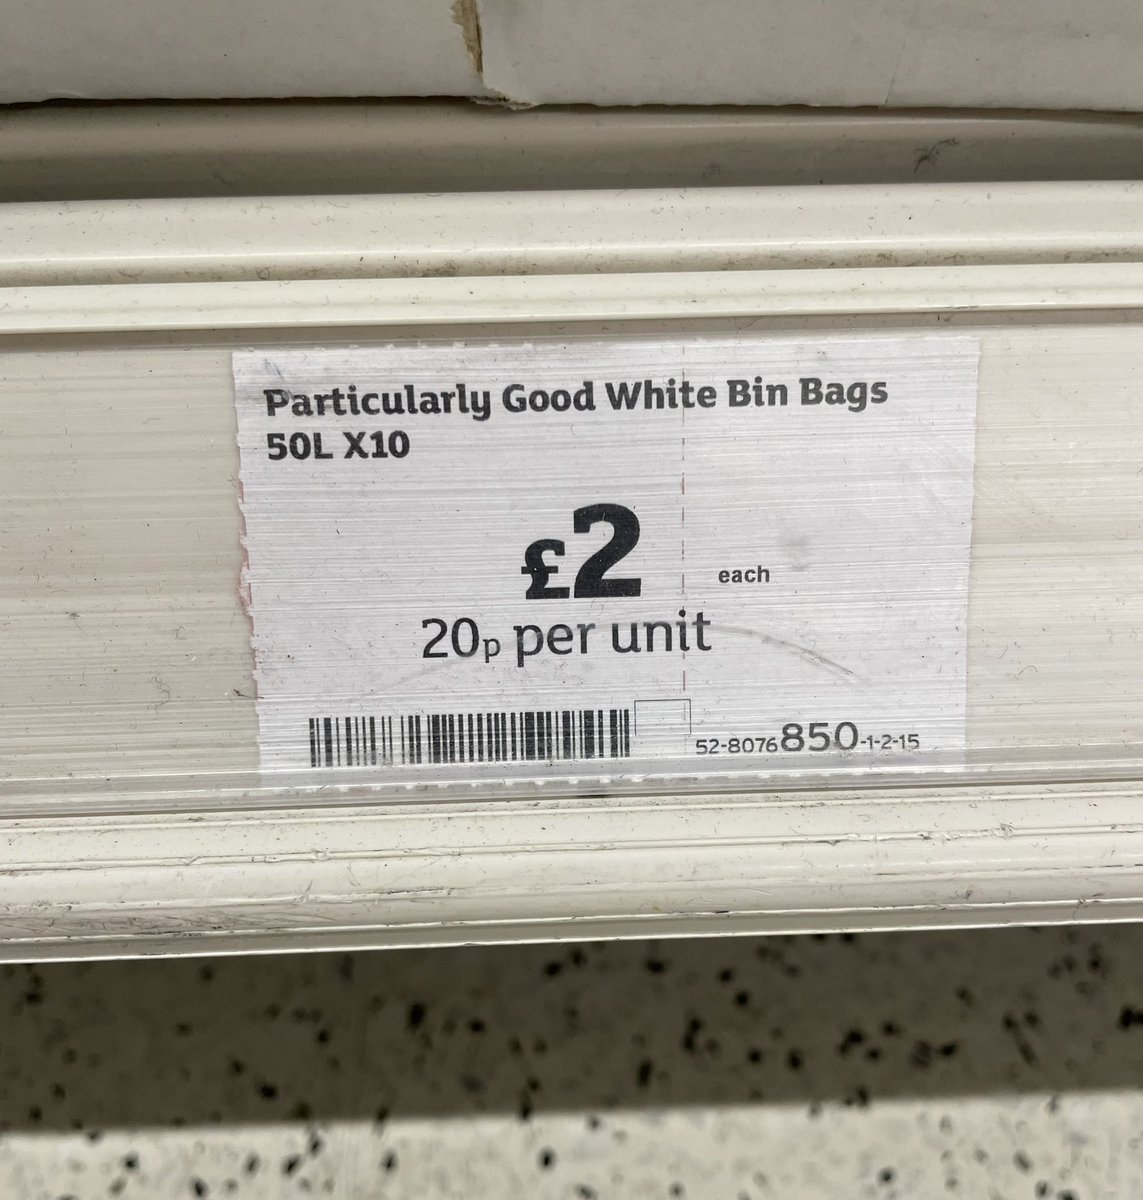 Particularly Good White Bin Bags
50L X10
£2 each
20p per unit
52-8076850-1-2-15